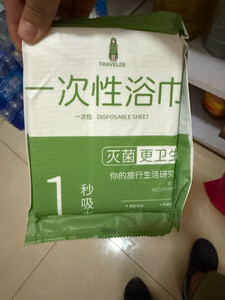 TRAVELER
一次性浴巾
一次性 DISPOSABLE SHEET
灭菌 更卫生
你的旅行生活研究
1
秒吸